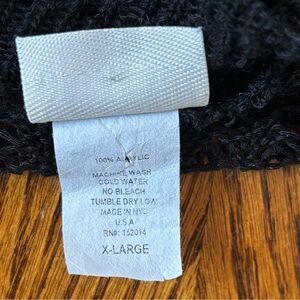 100% ACRYLIC
MACHINE WASH
COLD WATER
NO BLEACH
TUMBLE DRY LOW
MADE IN NYC
U.S.A
RN#: 152014
X-LARGE